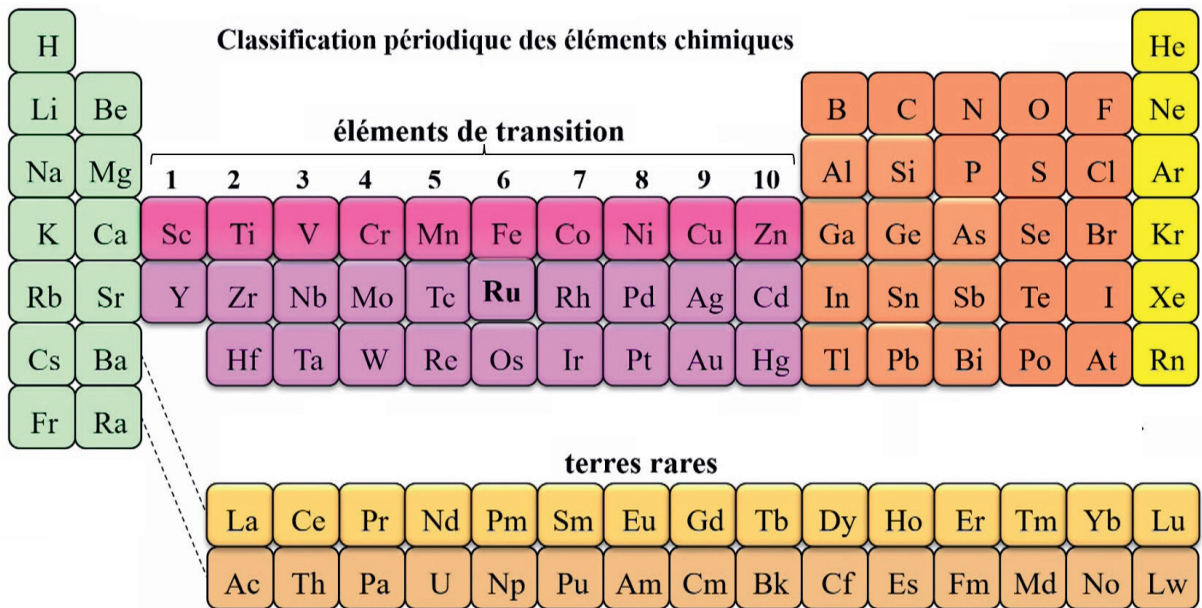 H Classification périodique des éléments chimiques He
Li Be B C N O F Ne
éléments de transition
Na Mg 1 2 3 4 5 6 7 8 9 10 Al Si P S Cl Ar
K Ca Sc Ti V Cr Mn Fe Co Ni Cu Zn Ga Ge As Se Br Kr
Rb Sr Y Zr Nb Mo Tc Ru Rh Pd Ag Cd In Sn Sb Te I Xe
Cs Ba Hf Ta W Re Os Ir Pt Au Hg Tl Pb Bi Po At Rn
Fr Ra
terres rares
La Ce Pr Nd Pm Sm Eu Gd Tb Dy Ho Er Tm Yb Lu
Ac Th Pa U Np Pu Am Cm Bk Cf Es Fm Md No Lw